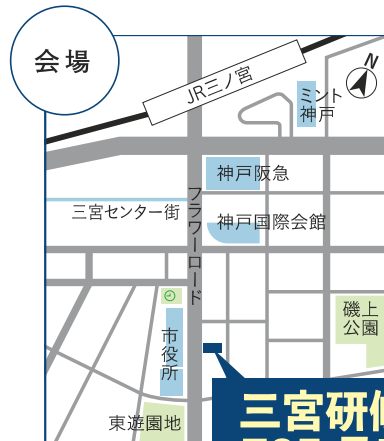 会場
N
JR三ノ宮
ミント
神戸
神戸阪急
フラワーロード
三宮センター街
神戸国際会館
磯上
公園
市役所
東遊園地
三宮研修